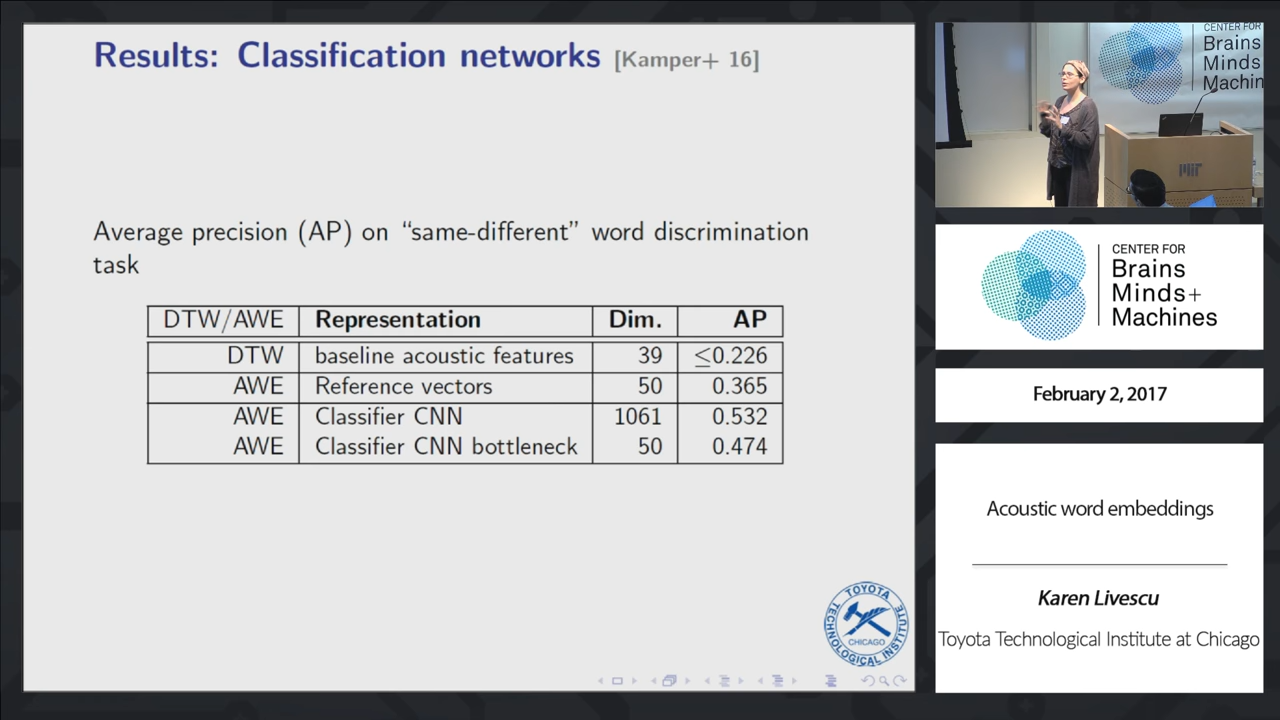 Results: Classification networks [Kamper+ 16]
Average precision (AP) on “same-different” word discrimination
task
DTW/AWE Representation Dim. AP
DTW baseline acoustic features 39 ≤0.226
AWE Reference vectors 50 0.365
AWE Classifier CNN 1061 0.532
AWE Classifier CNN bottleneck 50 0.474
TOYOTA
TECHNOLOGICAL INSTITUTE
CHICAGO
CENTER FOR
Brains
Minds
Machin
MIT
CENTER FOR
Brains
Minds+
Machines
February 2, 2017
Acoustic word embeddings
Karen Livescu
Toyota Technological Institute at Chicago